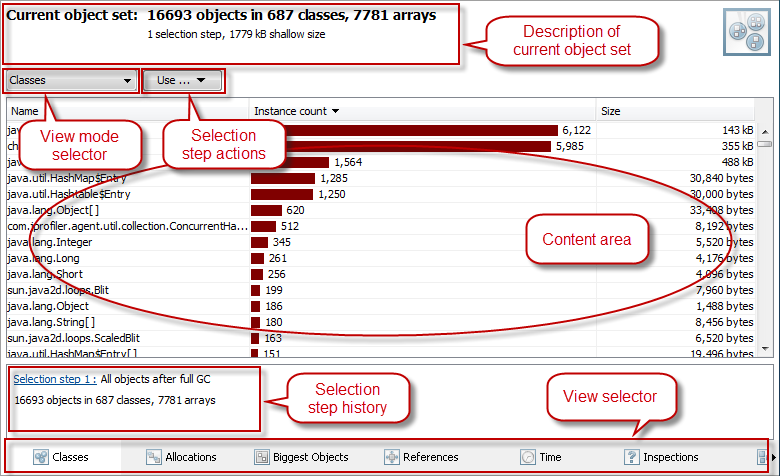 Current object set: 16693 objects in 687 classes, 7781 arrays
1 selection step, 1779 kB shallow size
Description of
current object set
Classes
Use ...
View mode
selector
Selection
step actions
Name Instance count Size
6,122 143 kB
5,985 355 kB
1,564 488 kB
java.util.HashMap$Entry 1,285 30,840 bytes
java.util.Hashtable$Entry 1,250 30,000 bytes
java.lang.Object[] 620 33,408 bytes
com.jprofiler.agent.util.collection.ConcurrentHa... 512 8,192 bytes
java.lang.Integer 345 5,520 bytes
java.lang.Long 261 4,176 bytes
java.lang.Short 256 4,096 bytes
sun.java2d.loops.Blit 199 7,960 bytes
java.lang.Object 186 1,488 bytes
java.lang.String[] 180 8,456 bytes
sun.java2d.loops.ScaledBlit 163 6,520 bytes
java.util.HashMap$Entry[] 151 19,496 bytes
Content area
Selection step 1 : All objects after full GC
16693 objects in 687 classes, 7781 arrays
Selection
step history
View selector
Classes Allocations Biggest Objects References Time Inspections